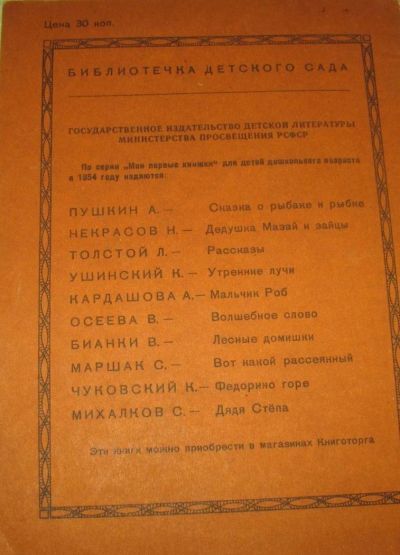 Цена 30 коп.
БИБЛИОТЕЧКА ДЕТСКОГО САДА
ГОСУДАРСТВЕННОЕ ИЗДАТЕЛЬСТВО ДЕТСКОЙ ЛИТЕРАТУРЫ
МИНИСТЕРСТВА ПРОСВЕЩЕНИЯ РСФСР
По серии „Мои первые книжки" для детей дошкольного возраста
в 1954 году издаются:
ПУШКИН А. — Сказка о рыбаке и рыбке
НЕКРАСОВ Н. — Дедушка Мазай и зайцы
ТОЛСТОЙ Л. — Рассказы
УШИНСКИЙ К. — Утренние лучи
КАРДАШОВА А. — Мальчик Роб
ОСЕЕВА В. — Волшебное слово
БИАНКИ В. — Лесные домишки
МАРШАК С. — Вот какой рассеянный
ЧУКОВСКИЙ К. — Федорино горе
МИХАЛКОВ С. — Дядя Стёпа
Эти книги можно приобрести в магазинах Книготорга